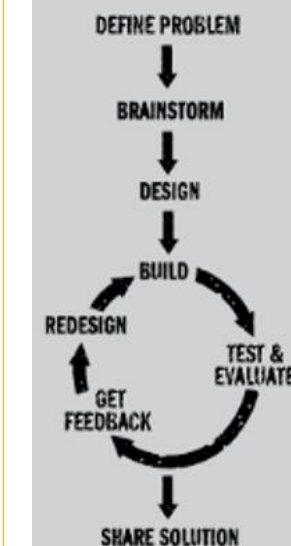 DEFINE PROBLEM
BRAINSTORM
DESIGN
BUILD
TEST &
EVALUATE
GET
FEEDBACK
REDESIGN
SHARE SOLUTION